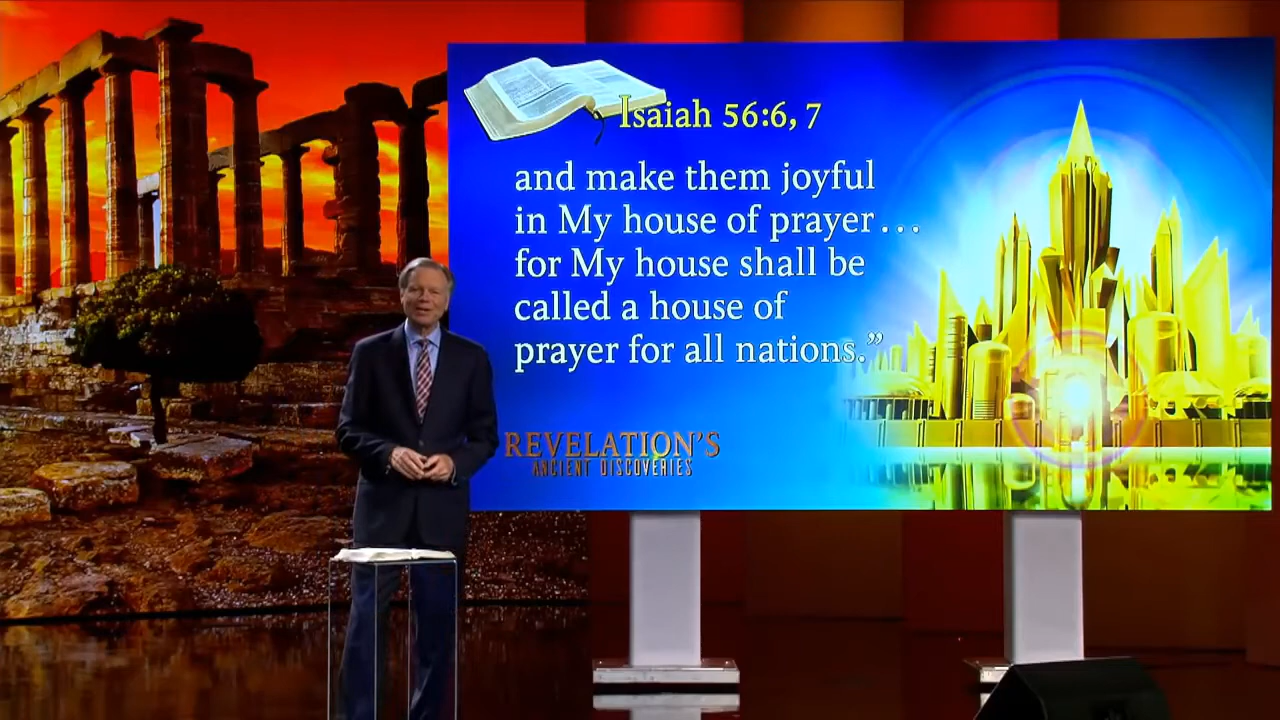 Isaiah 56:6, 7
and make them joyful
in My house of prayer...
for My house shall be
called a house of
prayer for all nations.”
REVELATION'S
ANCIENT DISCOVERIES